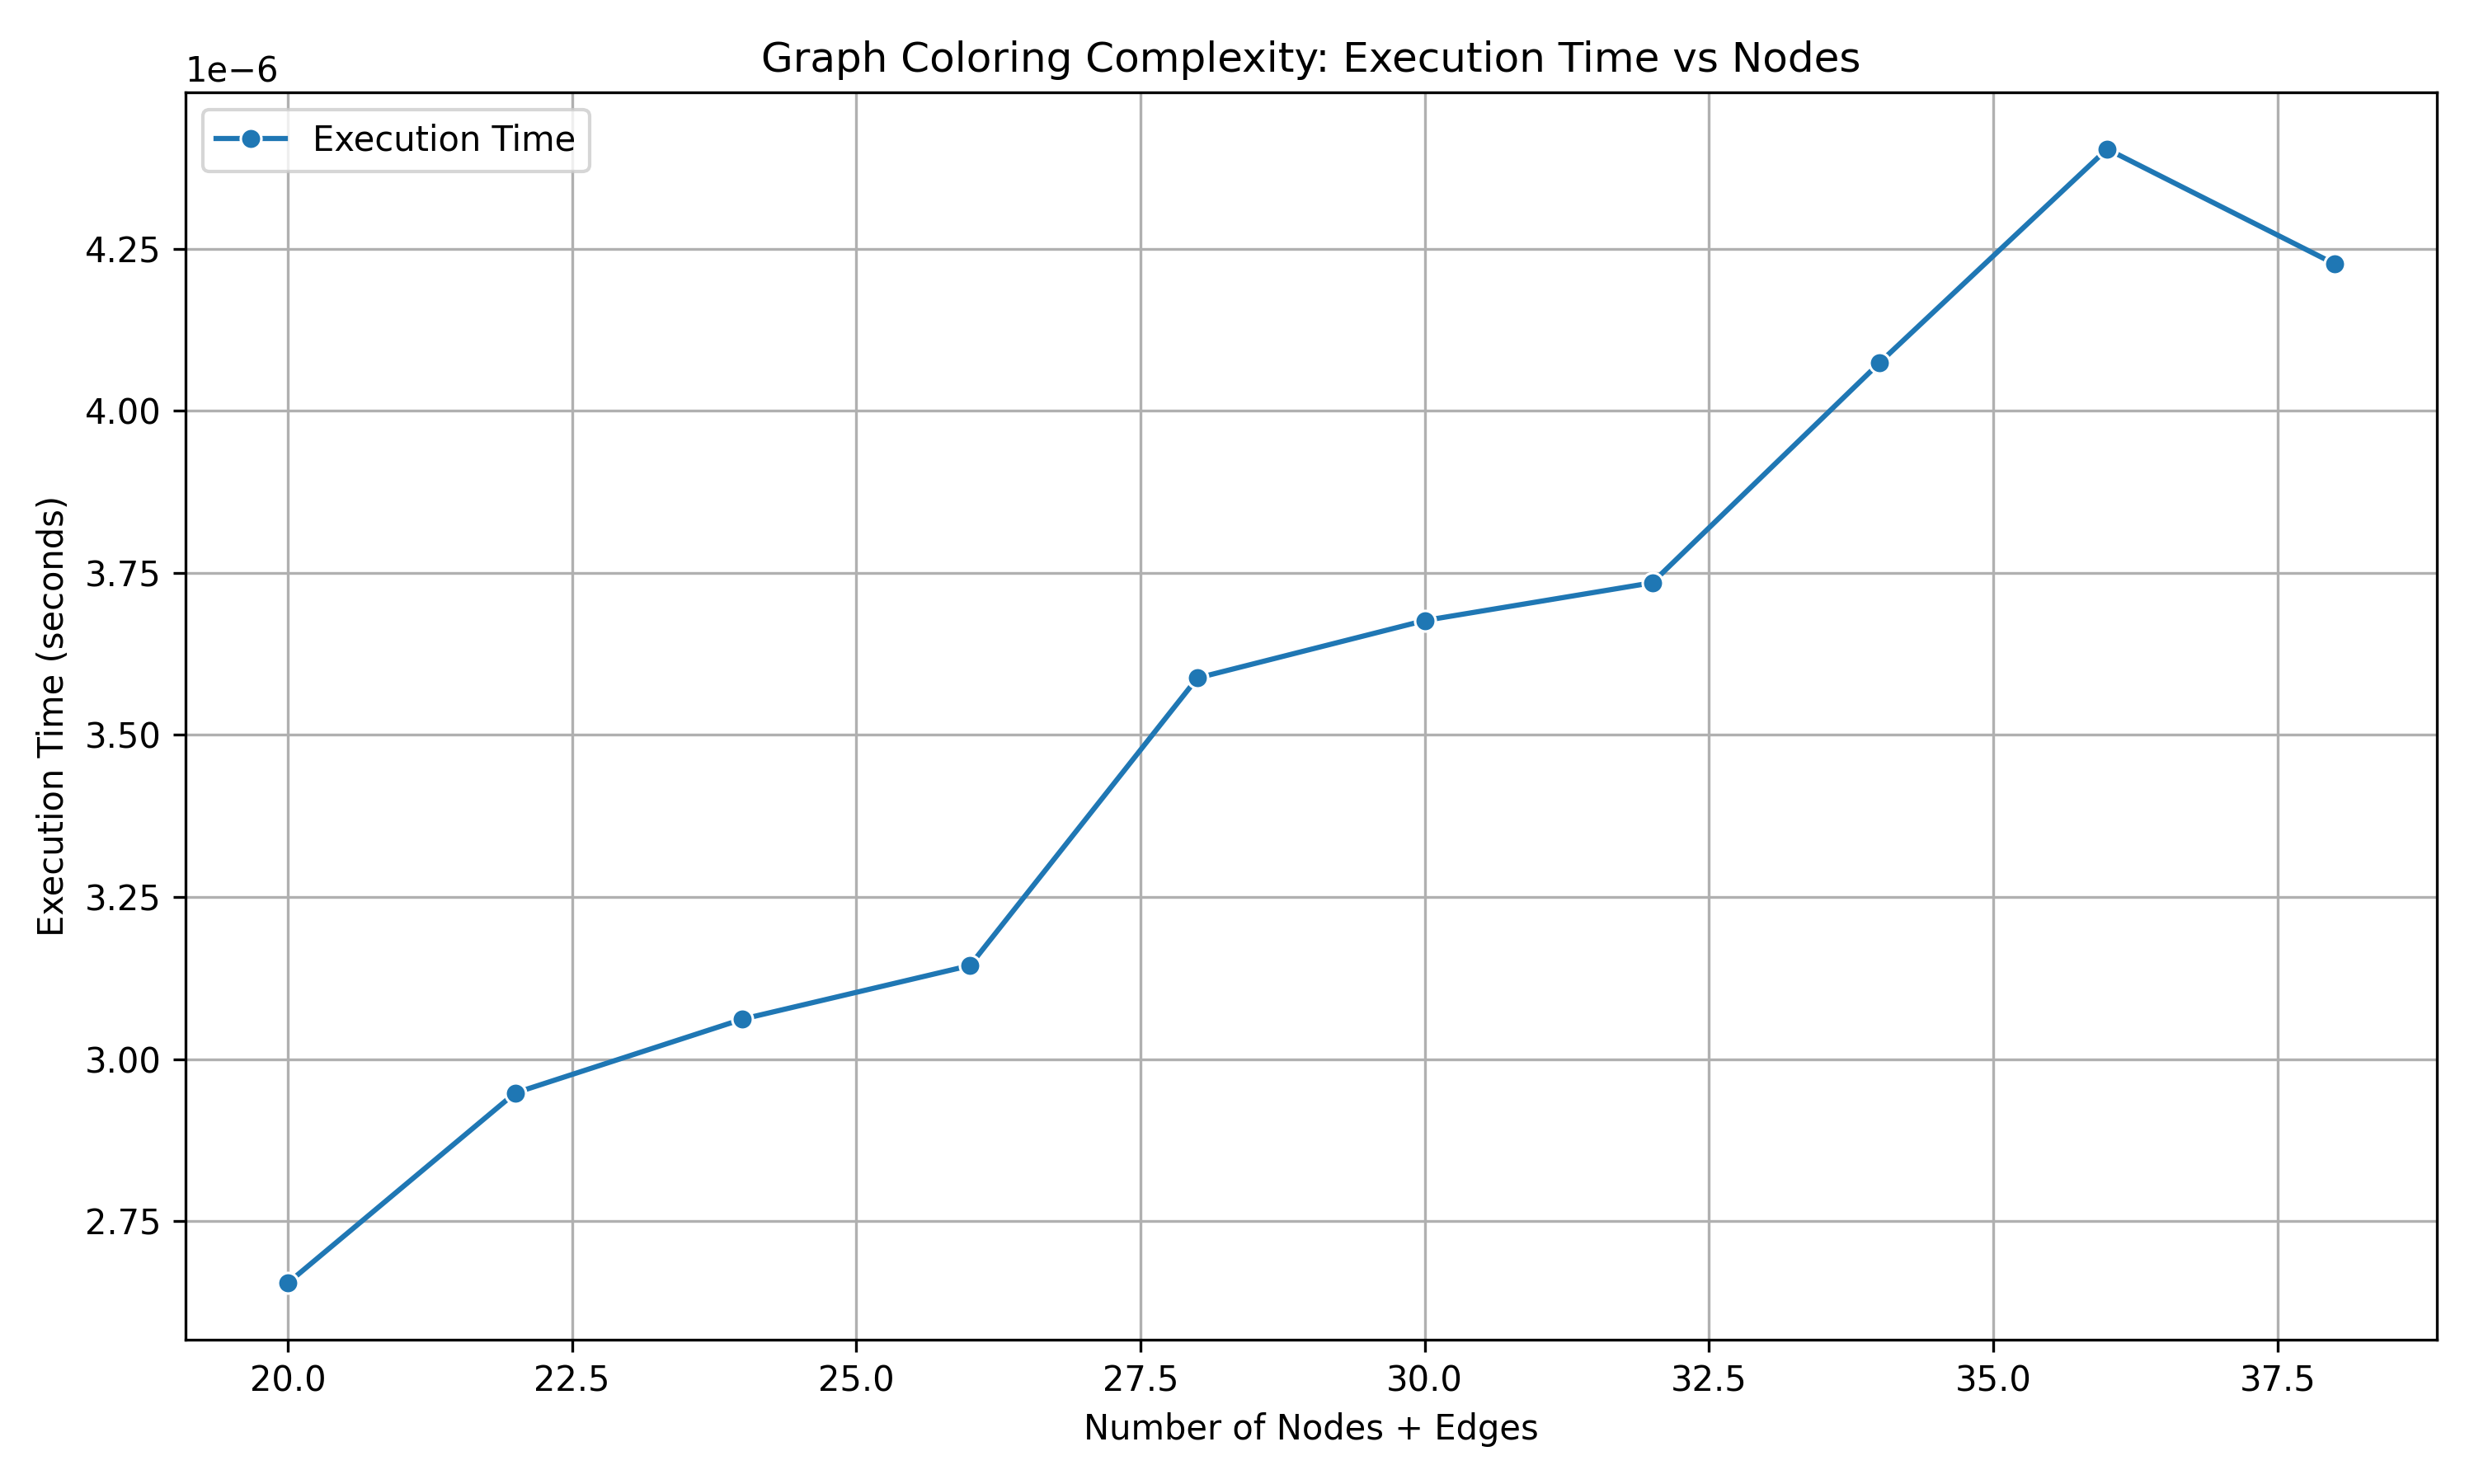 Graph Coloring Complexity: Execution Time vs Nodes
1e−6
Execution Time
4.25
4.00
3.75
3.50
3.25
3.00
2.75
Execution Time (seconds)
20.0 22.5 25.0 27.5 30.0 32.5 35.0 37.5
Number of Nodes + Edges